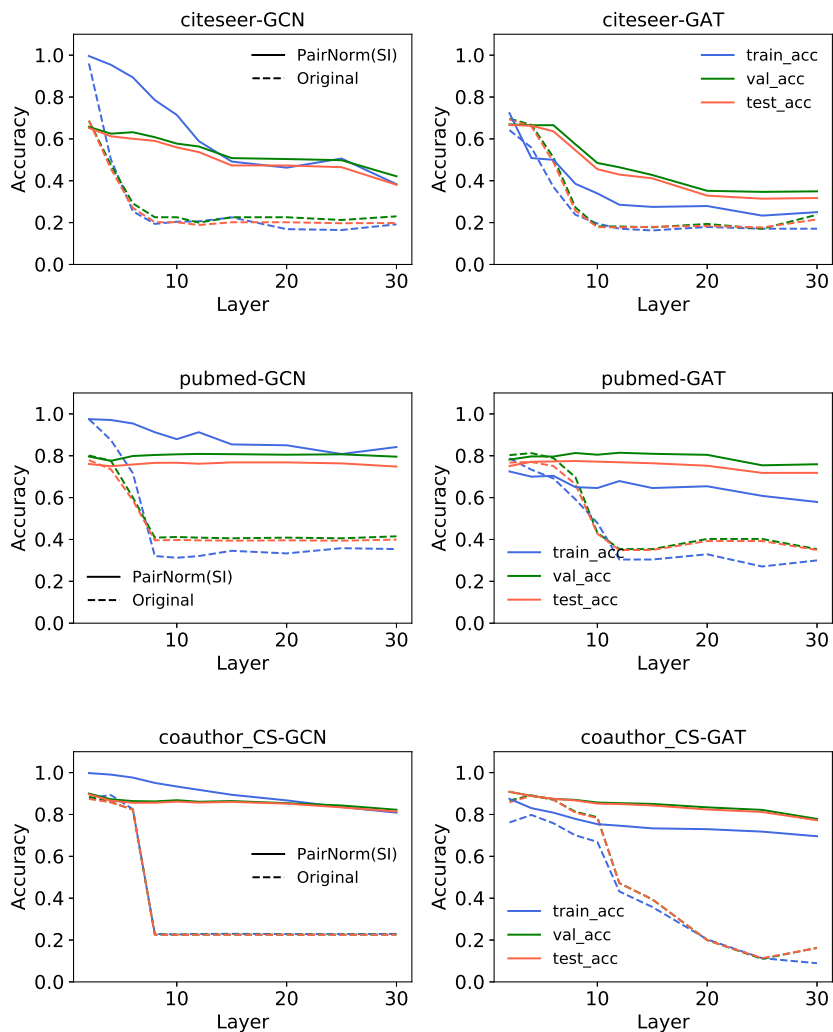 citeseer-GCN
Accuracy
1.0
0.8
0.6
0.4
0.2
0.0
PairNorm(SI)
Original
10
20
30
Layer
citeseer-GAT
Accuracy
1.0
0.8
0.6
0.4
0.2
0.0
train_acc
val_acc
test_acc
10
20
30
Layer
pubmed-GCN
Accuracy
1.0
0.8
0.6
0.4
0.2
0.0
PairNorm(SI)
Original
10
20
30
Layer
pubmed-GAT
Accuracy
1.0
0.8
0.6
0.4
0.2
0.0
train_acc
val_acc
test_acc
10
20
30
Layer
coauthor_CS-GCN
Accuracy
1.0
0.8
0.6
0.4
0.2
0.0
PairNorm(SI)
Original
10
20
30
Layer
coauthor_CS-GAT
Accuracy
1.0
0.8
0.6
0.4
0.2
0.0
train_acc
val_acc
test_acc
10
20
30
Layer